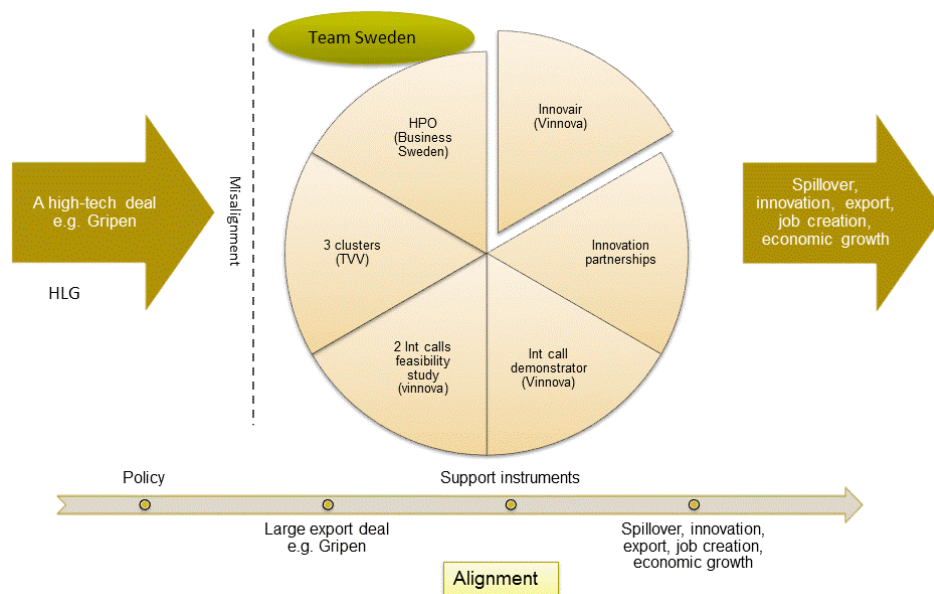 Team Sweden
A high-tech deal
e.g. Gripen
HLG
Misalignment
HPO
(Business
Sweden)
Innovair
(Vinnova)
3 clusters
(TVV)
Innovation
partnerships
2 Int calls
feasibility
study
(vinnova)
Int call
demonstrator
(Vinnova)
Spillover,
innovation, export,
job creation,
economic growth
Policy
Support instruments
Large export deal
e.g. Gripen
Spillover, innovation,
export, job creation,
economic growth
Alignment